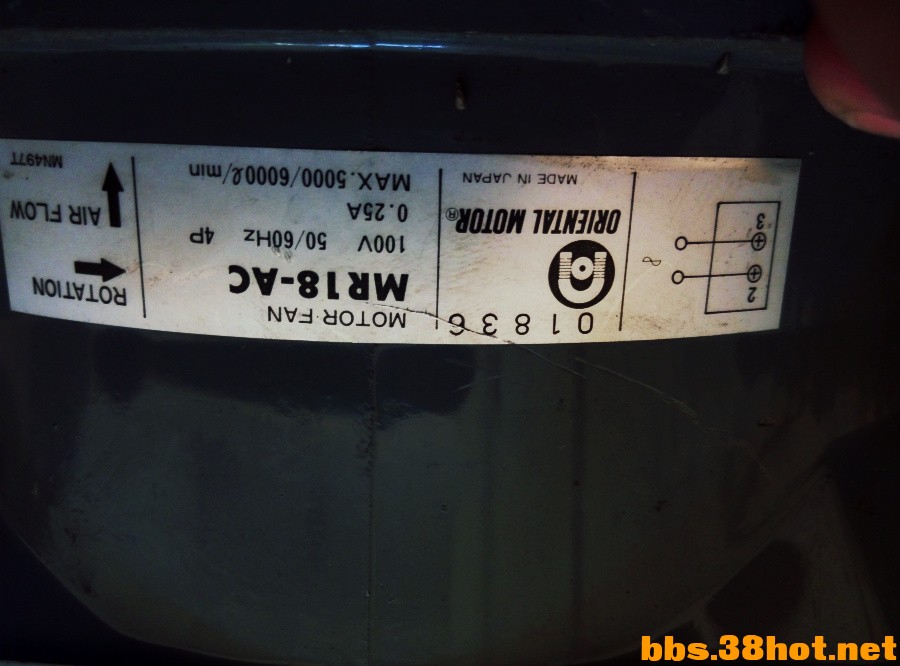 2
3
~
01836
ORIENTAL MOTOR®
MADE IN JAPAN
MOTOR FAN
MR18-AC
100V 50/60Hz 4P
0.25A
MAX.5000/6000ℓ/min
ROTATION
AIR FLOW
MN497T
bbs.38hot.net